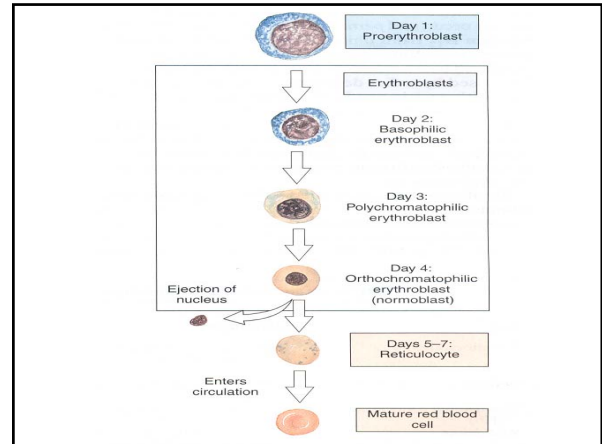 Day 1:
Proerythroblast
Erythroblasts
Day 2:
Basophilic
erythroblast
Day 3:
Polychromatophilic
erythroblast
Day 4:
Orthochromatophilic
erythroblast
(normoblast)
Ejection of
nucleus
Days 5–7:
Reticulocyte
Enters
circulation
Mature red blood
cell